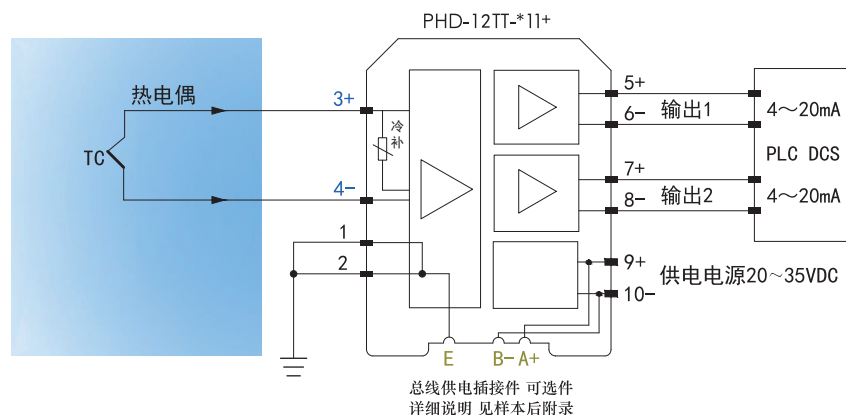 PHD-12TT-*11+
热电偶
TC
3+
4-
冷补
1
2
5+
6-
输出1
7+
8-
输出2
9+
10-
4～20mA
PLC DCS
4～20mA
供电电源20～35VDC
E
B-
A+
总线供电插接件 可选件
详细说明 见样本后附录